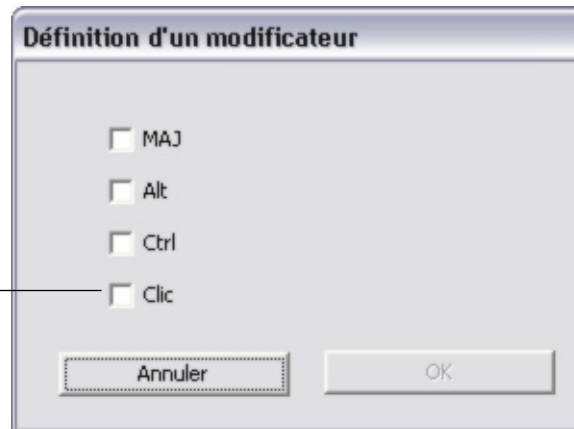 Définition d'un modificateur
MAJ
Alt
Ctrl
Clic
Annuler
OK